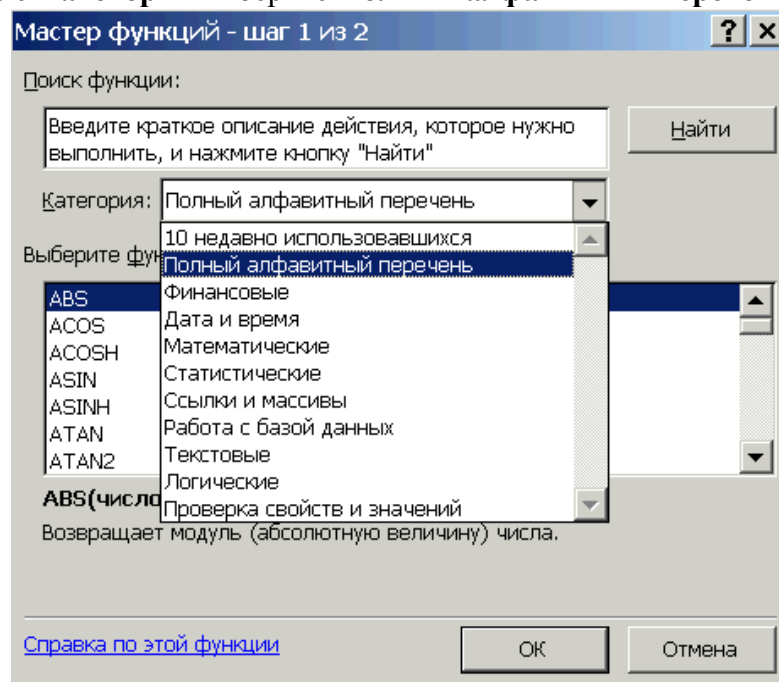 Мастер функций - шаг 1 из 2
Поиск функции:
Введите краткое описание действия, которое нужно
выполнить, и нажмите кнопку "Найти"
Найти
Категория: Полный алфавитный перечень
10 недавно использовавшихся
Полный алфавитный перечень
Финансовые
Дата и время
Математические
Статистические
Ссылки и массивы
Работа с базой данных
Текстовые
Логические
Проверка свойств и значений
Выберите
ABS
ACOS
ACOSH
ASIN
ASINH
ATAN
ATAN2
ABS(число
Возвращает модуль (абсолютную величину) числа.
Справка по этой функции
ОК
Отмена